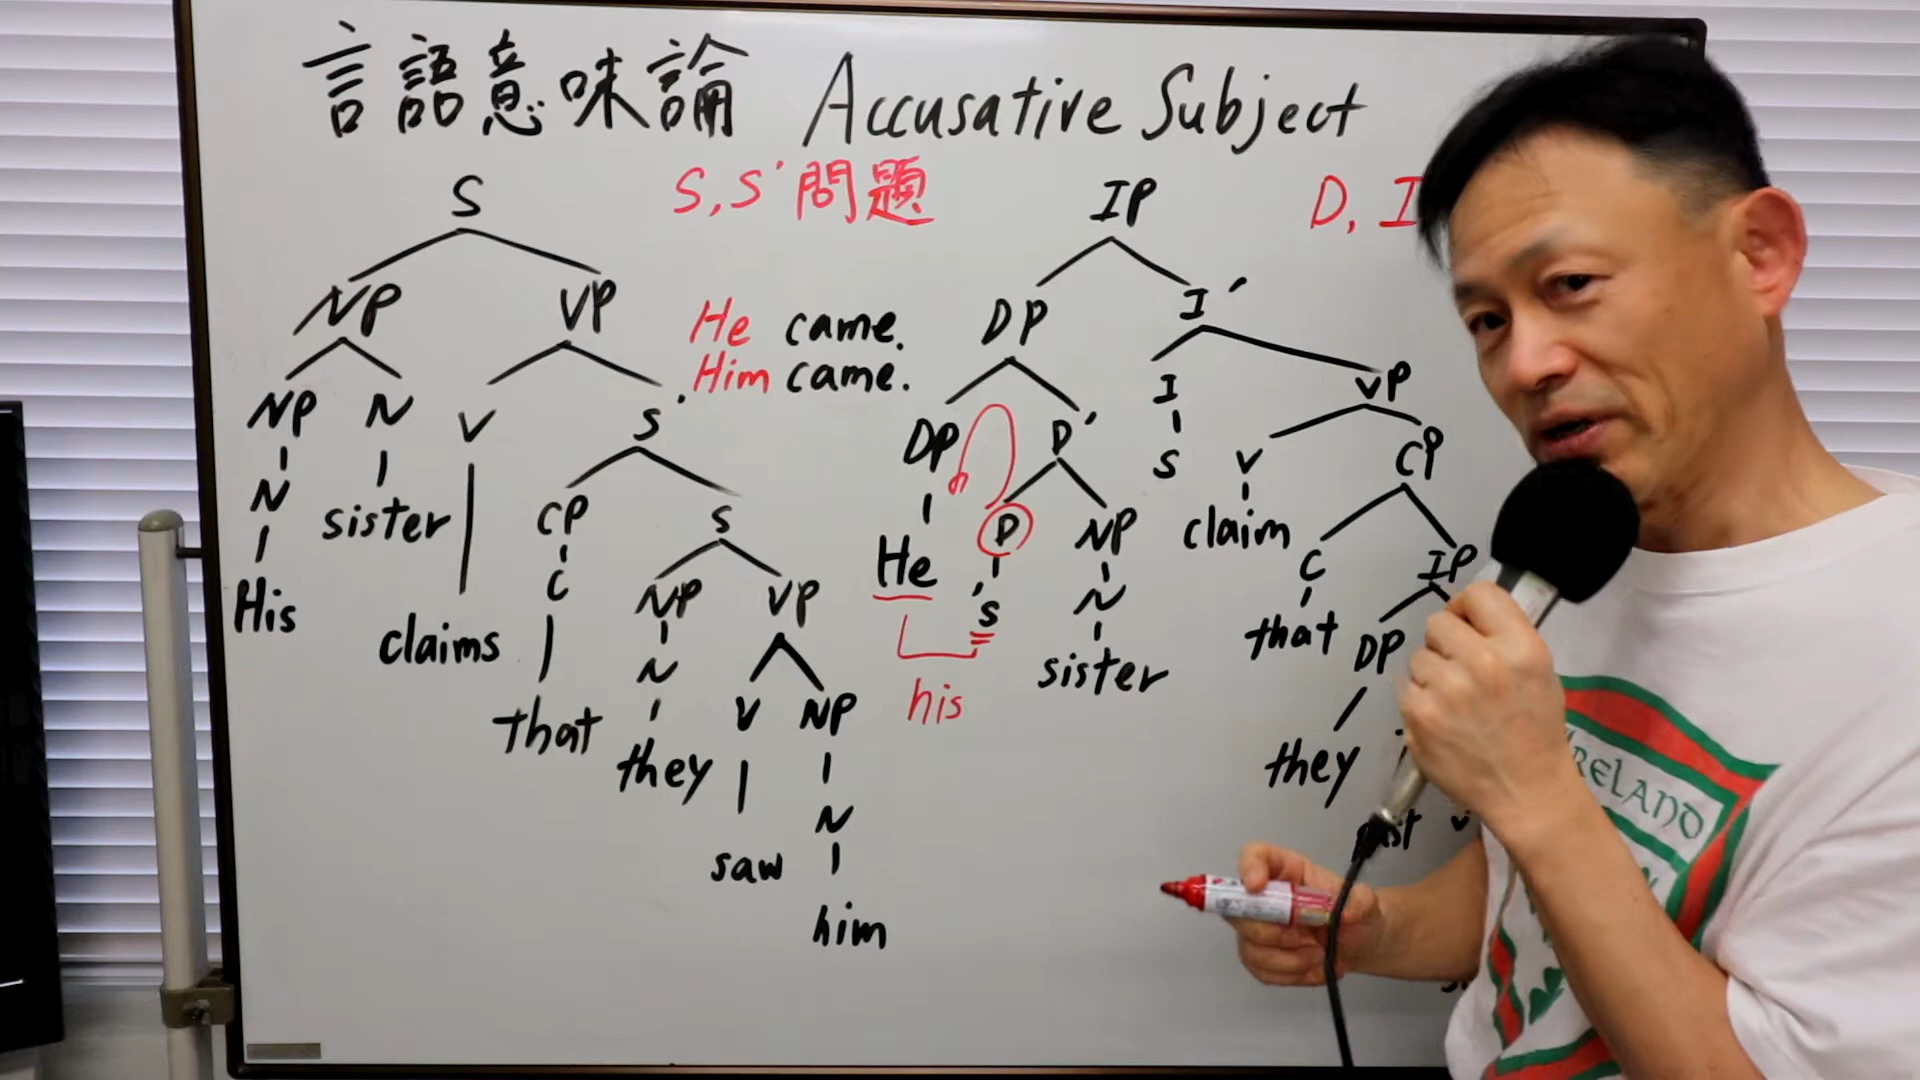 言語意味論 Accusative Subject
S, S' 問題
D, I
S
IP
NP VP
DP I'
He came.
Him came.
NP N V S'
I VP
DP D' S V CP
N
sister
CP S
He D NP claim C IP
His
C NP VP
's N that DP
claims
N V NP
his sister
that they
they
N
past v
saw
him
IRELAND